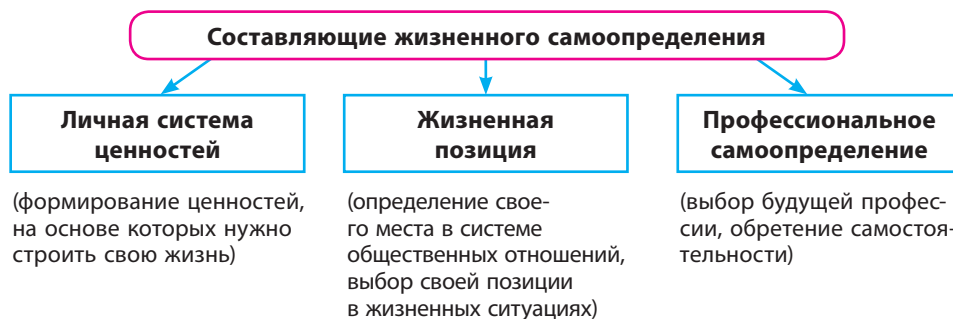 Составляющие жизненного самоопределения
Личная система
ценностей
(формирование ценностей,
на основе которых нужно
строить свою жизнь)
Жизненная
позиция
(определение свое-
го места в системе
общественных отношений,
выбор своей позиции
в жизненных ситуациях)
Профессиональное
самоопределение
(выбор будущей профес-
сии, обретение самостоя-
тельности)